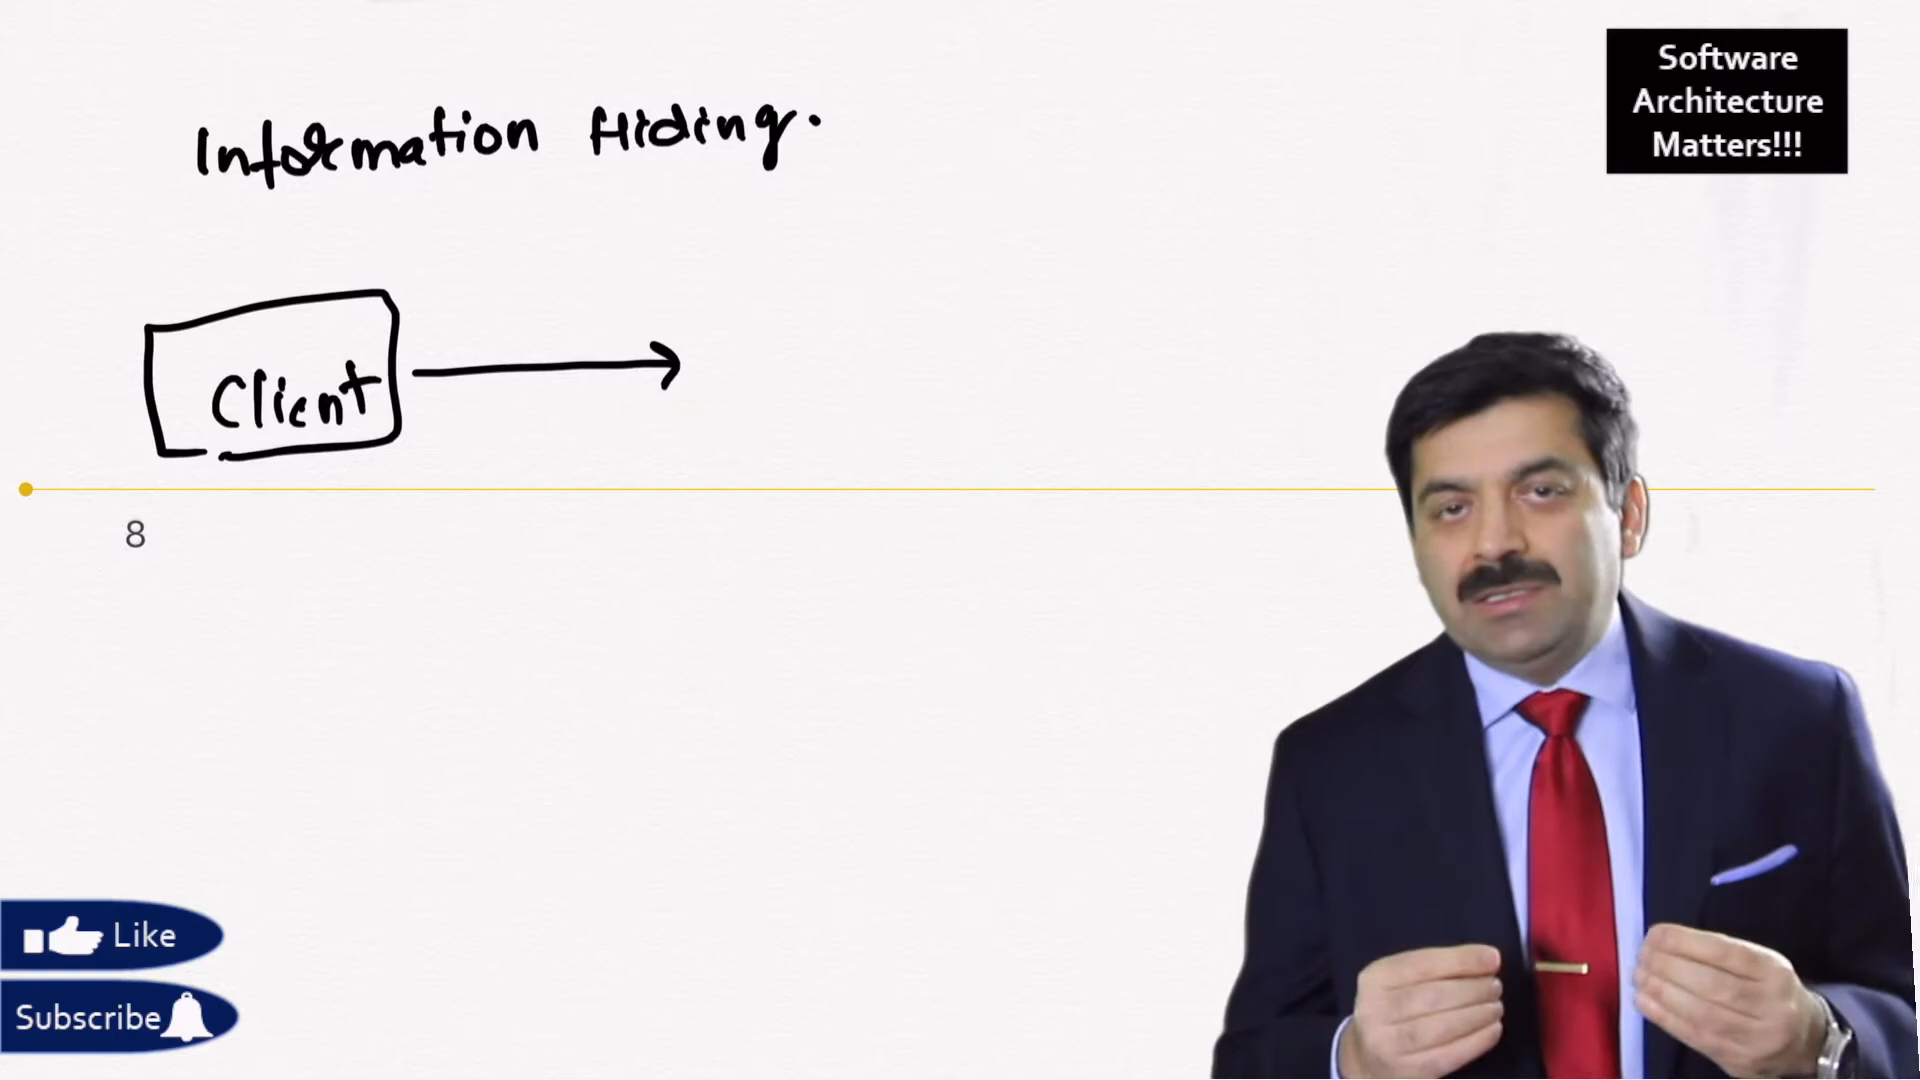 Information Hiding.
Software
Architecture
Matters!!!
Client
8
Like
Subscribe